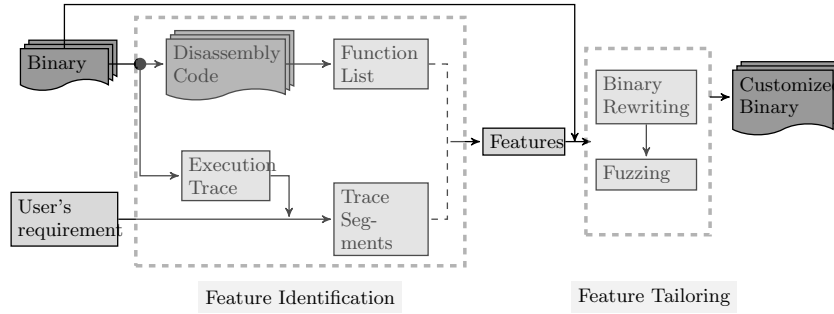 Binary
Disassembly
Code
Function
List
Binary
Rewriting
Customized
Binary
Features
Execution
Trace
Fuzzing
User's
requirement
Trace
Seg-
ments
Feature Identification
Feature Tailoring